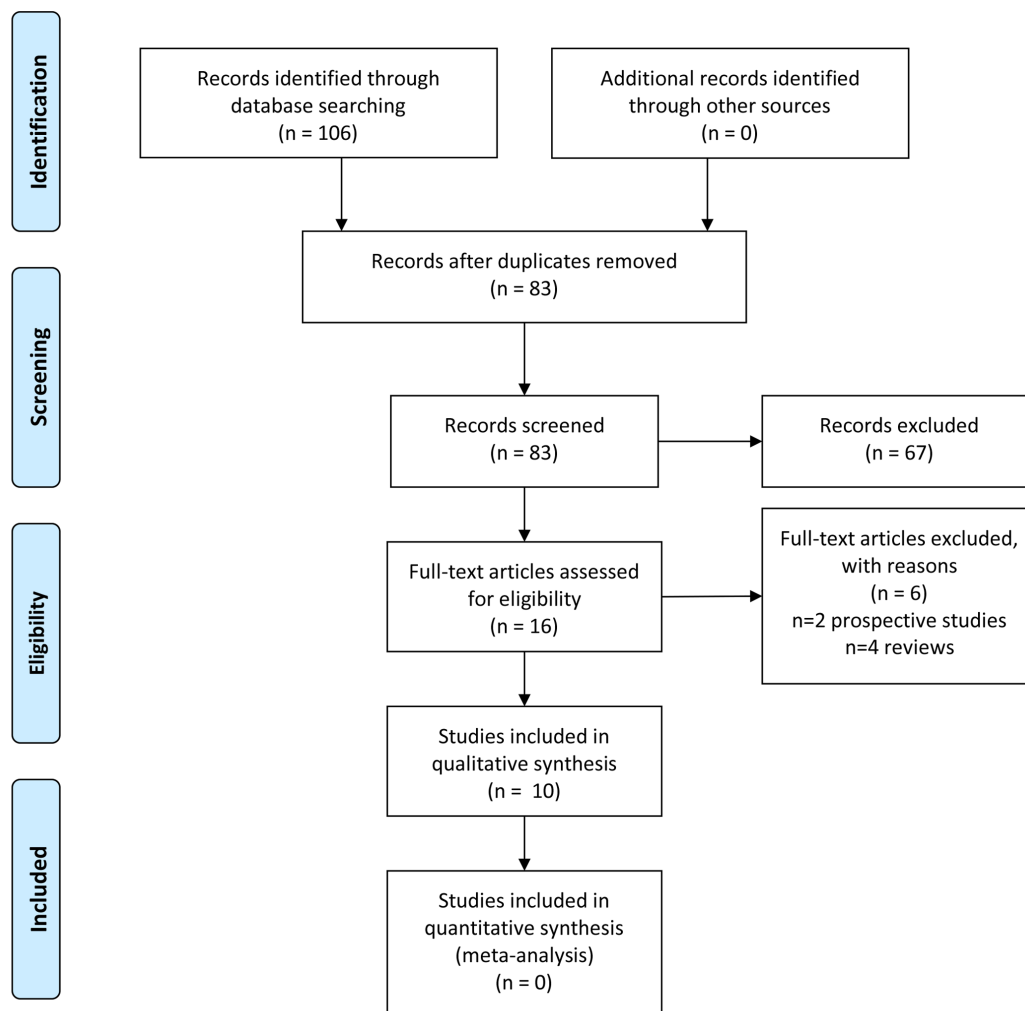 Identification
Records identified through
database searching
(n = 106)
Additional records identified
through other sources
(n = 0)
Records after duplicates removed
(n = 83)
Screening
Records screened
(n = 83)
Records excluded
(n = 67)
Eligibility
Full-text articles assessed
for eligibility
(n = 16)
Full-text articles excluded,
with reasons
(n = 6)
n=2 prospective studies
n=4 reviews
Studies included in
qualitative synthesis
(n = 10)
Included
Studies included in
quantitative synthesis
(meta-analysis)
(n = 0)